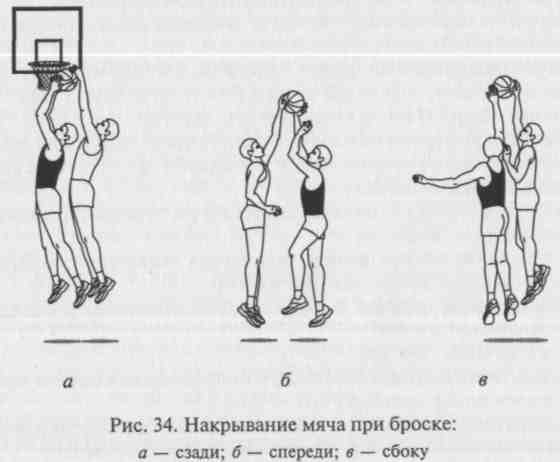 а б в
Рис. 34. Накрывание мяча при броске:
а — сзади; б — спереди; в — сбоку